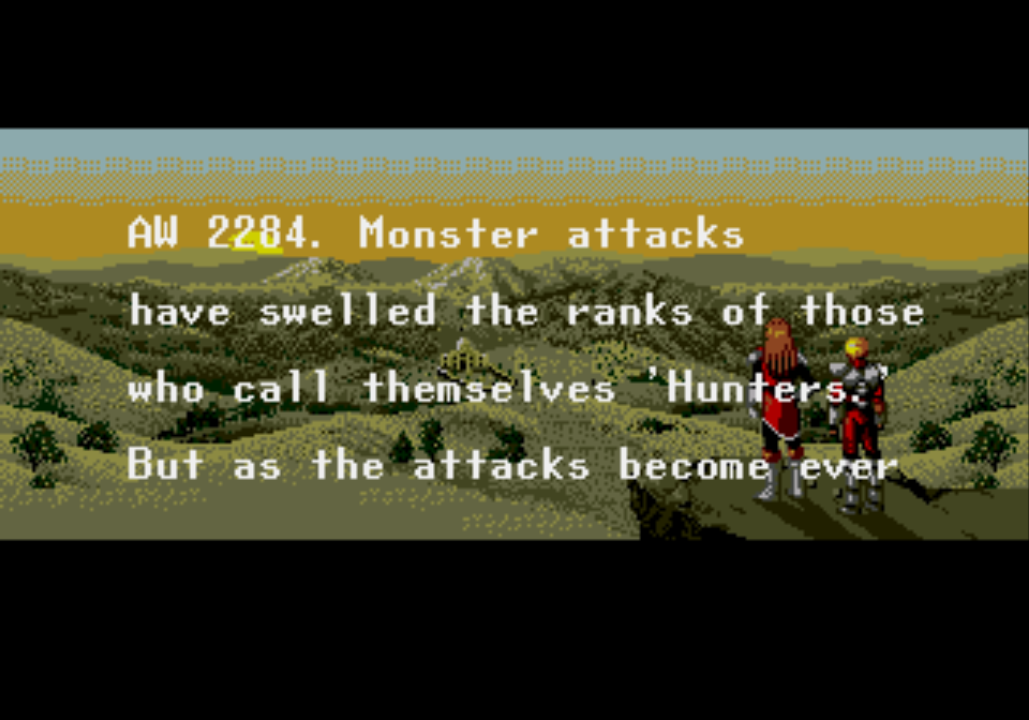 AW 2284. Monster attacks
have swelled the ranks of those
who call themselves 'Hunters.'
But as the attacks become ever